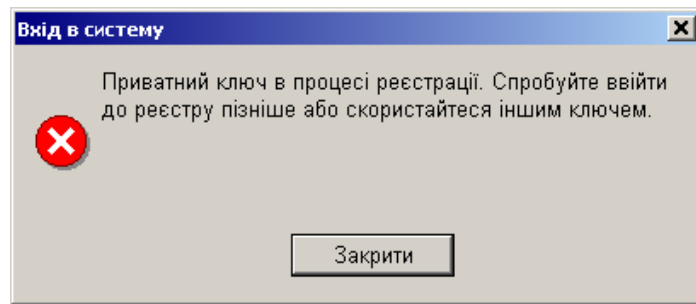 Вхід в систему
Приватний ключ в процесі реєстрації. Спробуйте ввійти
до реєстру пізніше або скористайтеся іншим ключем.
Закрити